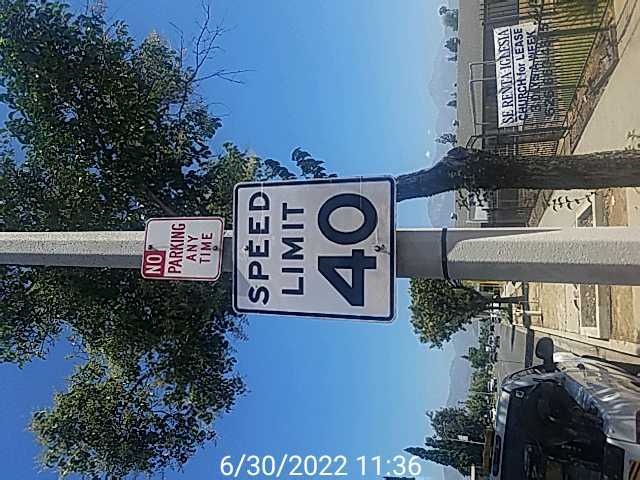 NO
PARKING
ANY
TIME
SPEED
LIMIT
40
SE RENTA IGLESIA
CHURCH for LEASE
6/30/2022 11:36